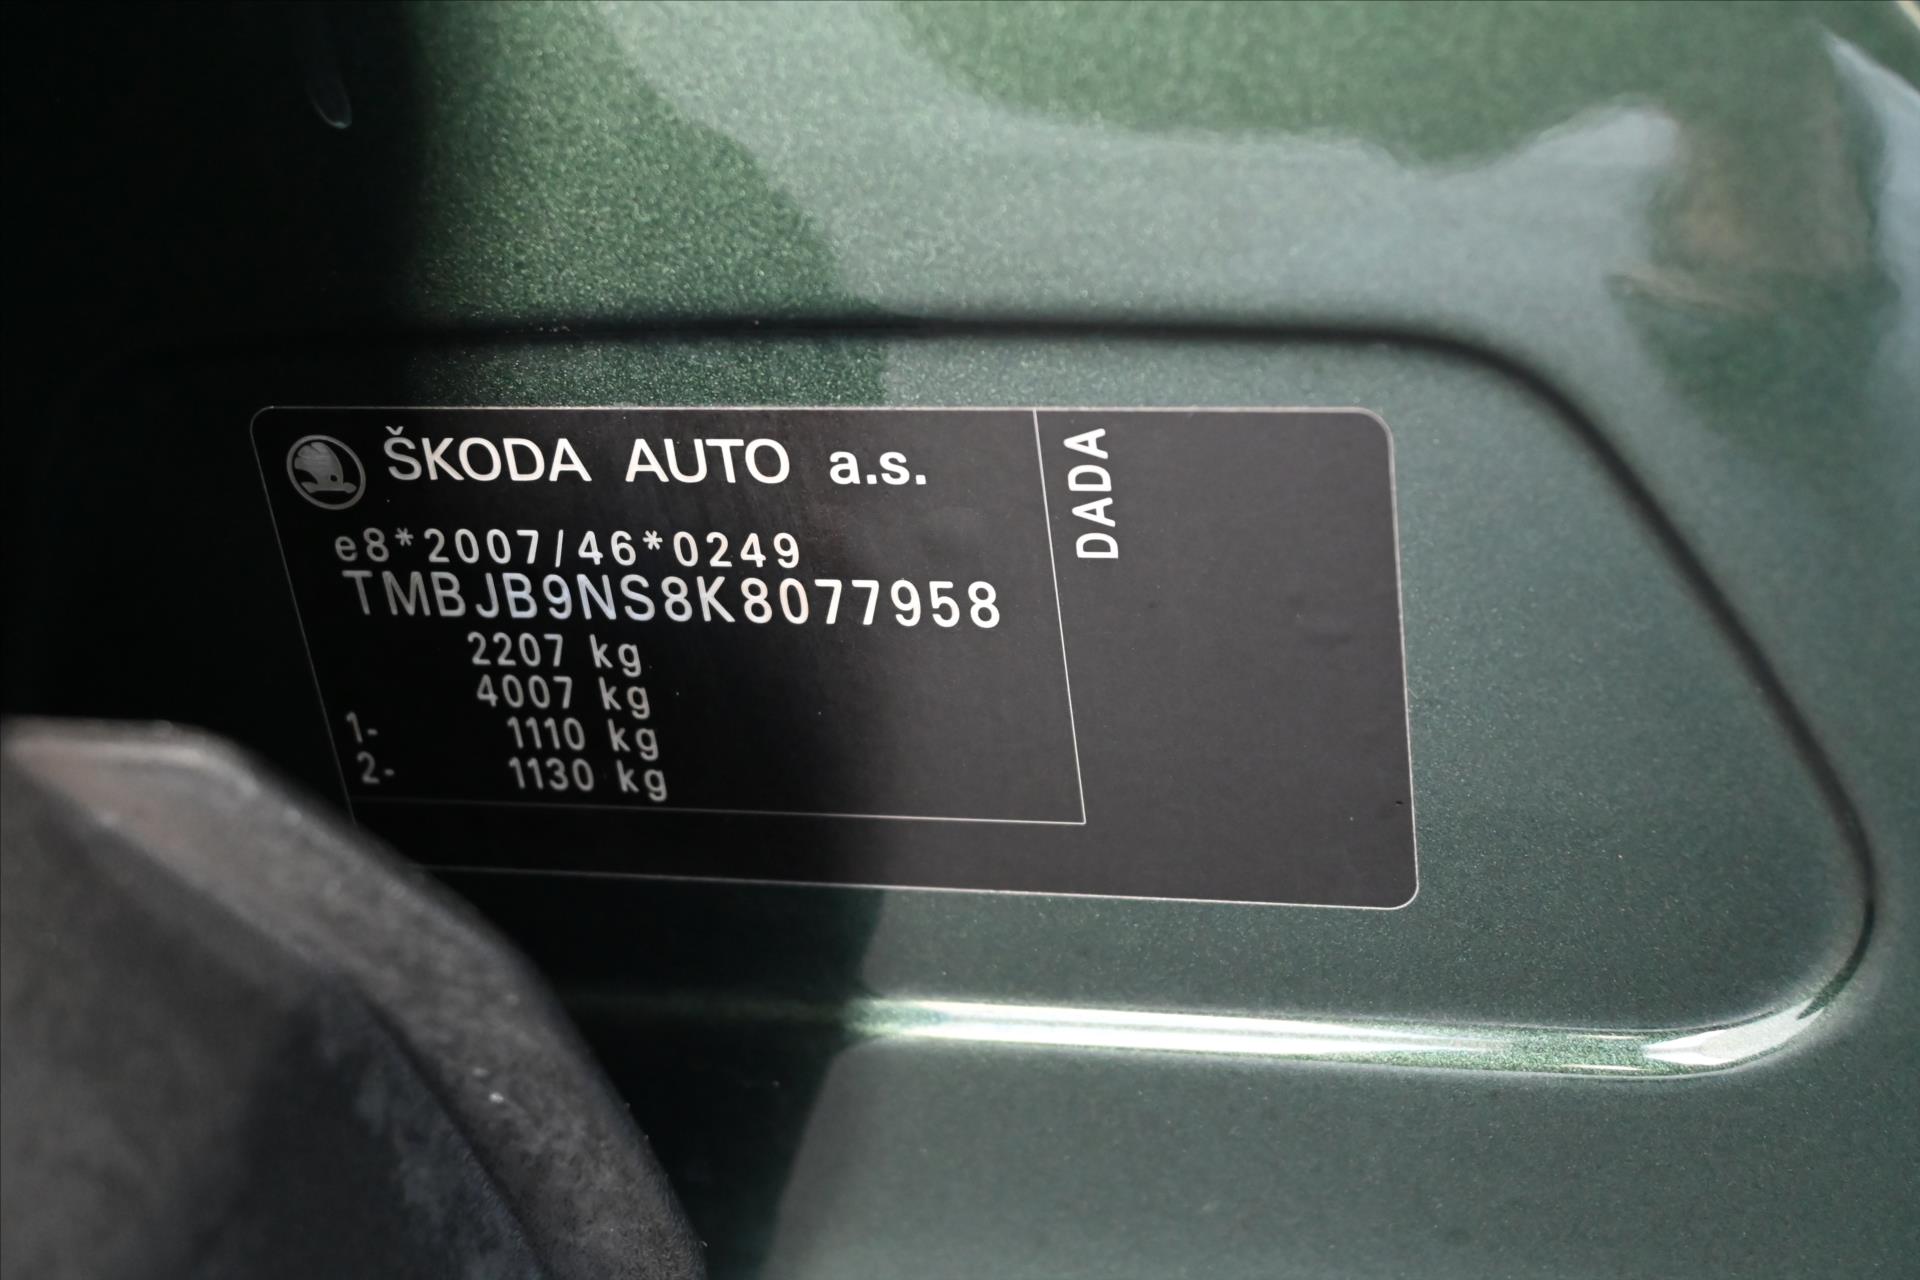 ŠKODA AUTO a.s.
e8*2007/46*0249
TMBJB9NS8K8077958
2207 kg
4007 kg
1- 1110 kg
2- 1130 kg
DADA